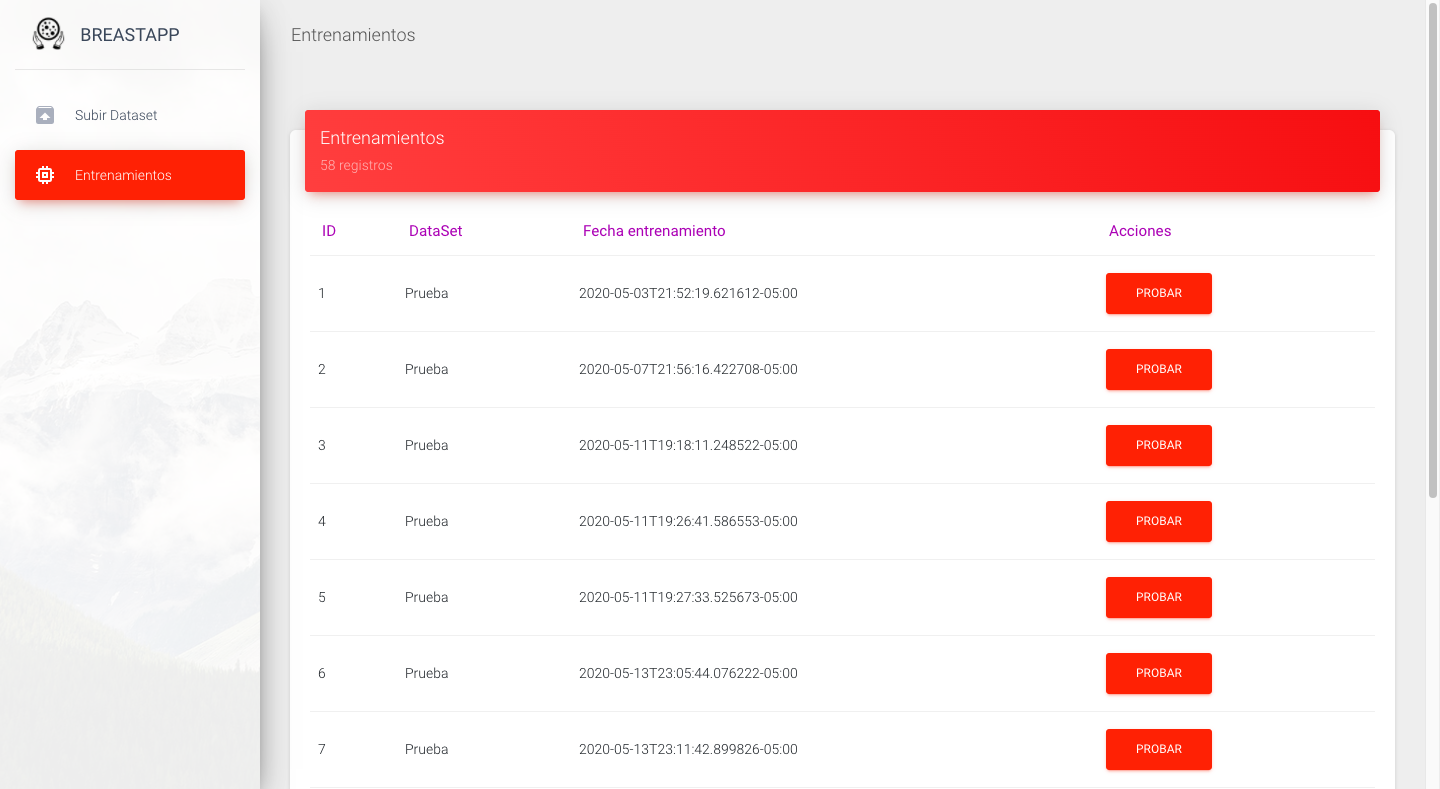 BREASTAPP
Subir Dataset
Entrenamientos
Entrenamientos
Entrenamientos
58 registros
ID DataSet Fecha entrenamiento Acciones
1 Prueba 2020-05-03T21:52:19.621612-05:00 PROBAR
2 Prueba 2020-05-07T21:56:16.422708-05:00 PROBAR
3 Prueba 2020-05-11T19:18:11.248522-05:00 PROBAR
4 Prueba 2020-05-11T19:26:41.586553-05:00 PROBAR
5 Prueba 2020-05-11T19:27:33.525673-05:00 PROBAR
6 Prueba 2020-05-13T23:05:44.076222-05:00 PROBAR
7 Prueba 2020-05-13T23:11:42.899826-05:00 PROBAR